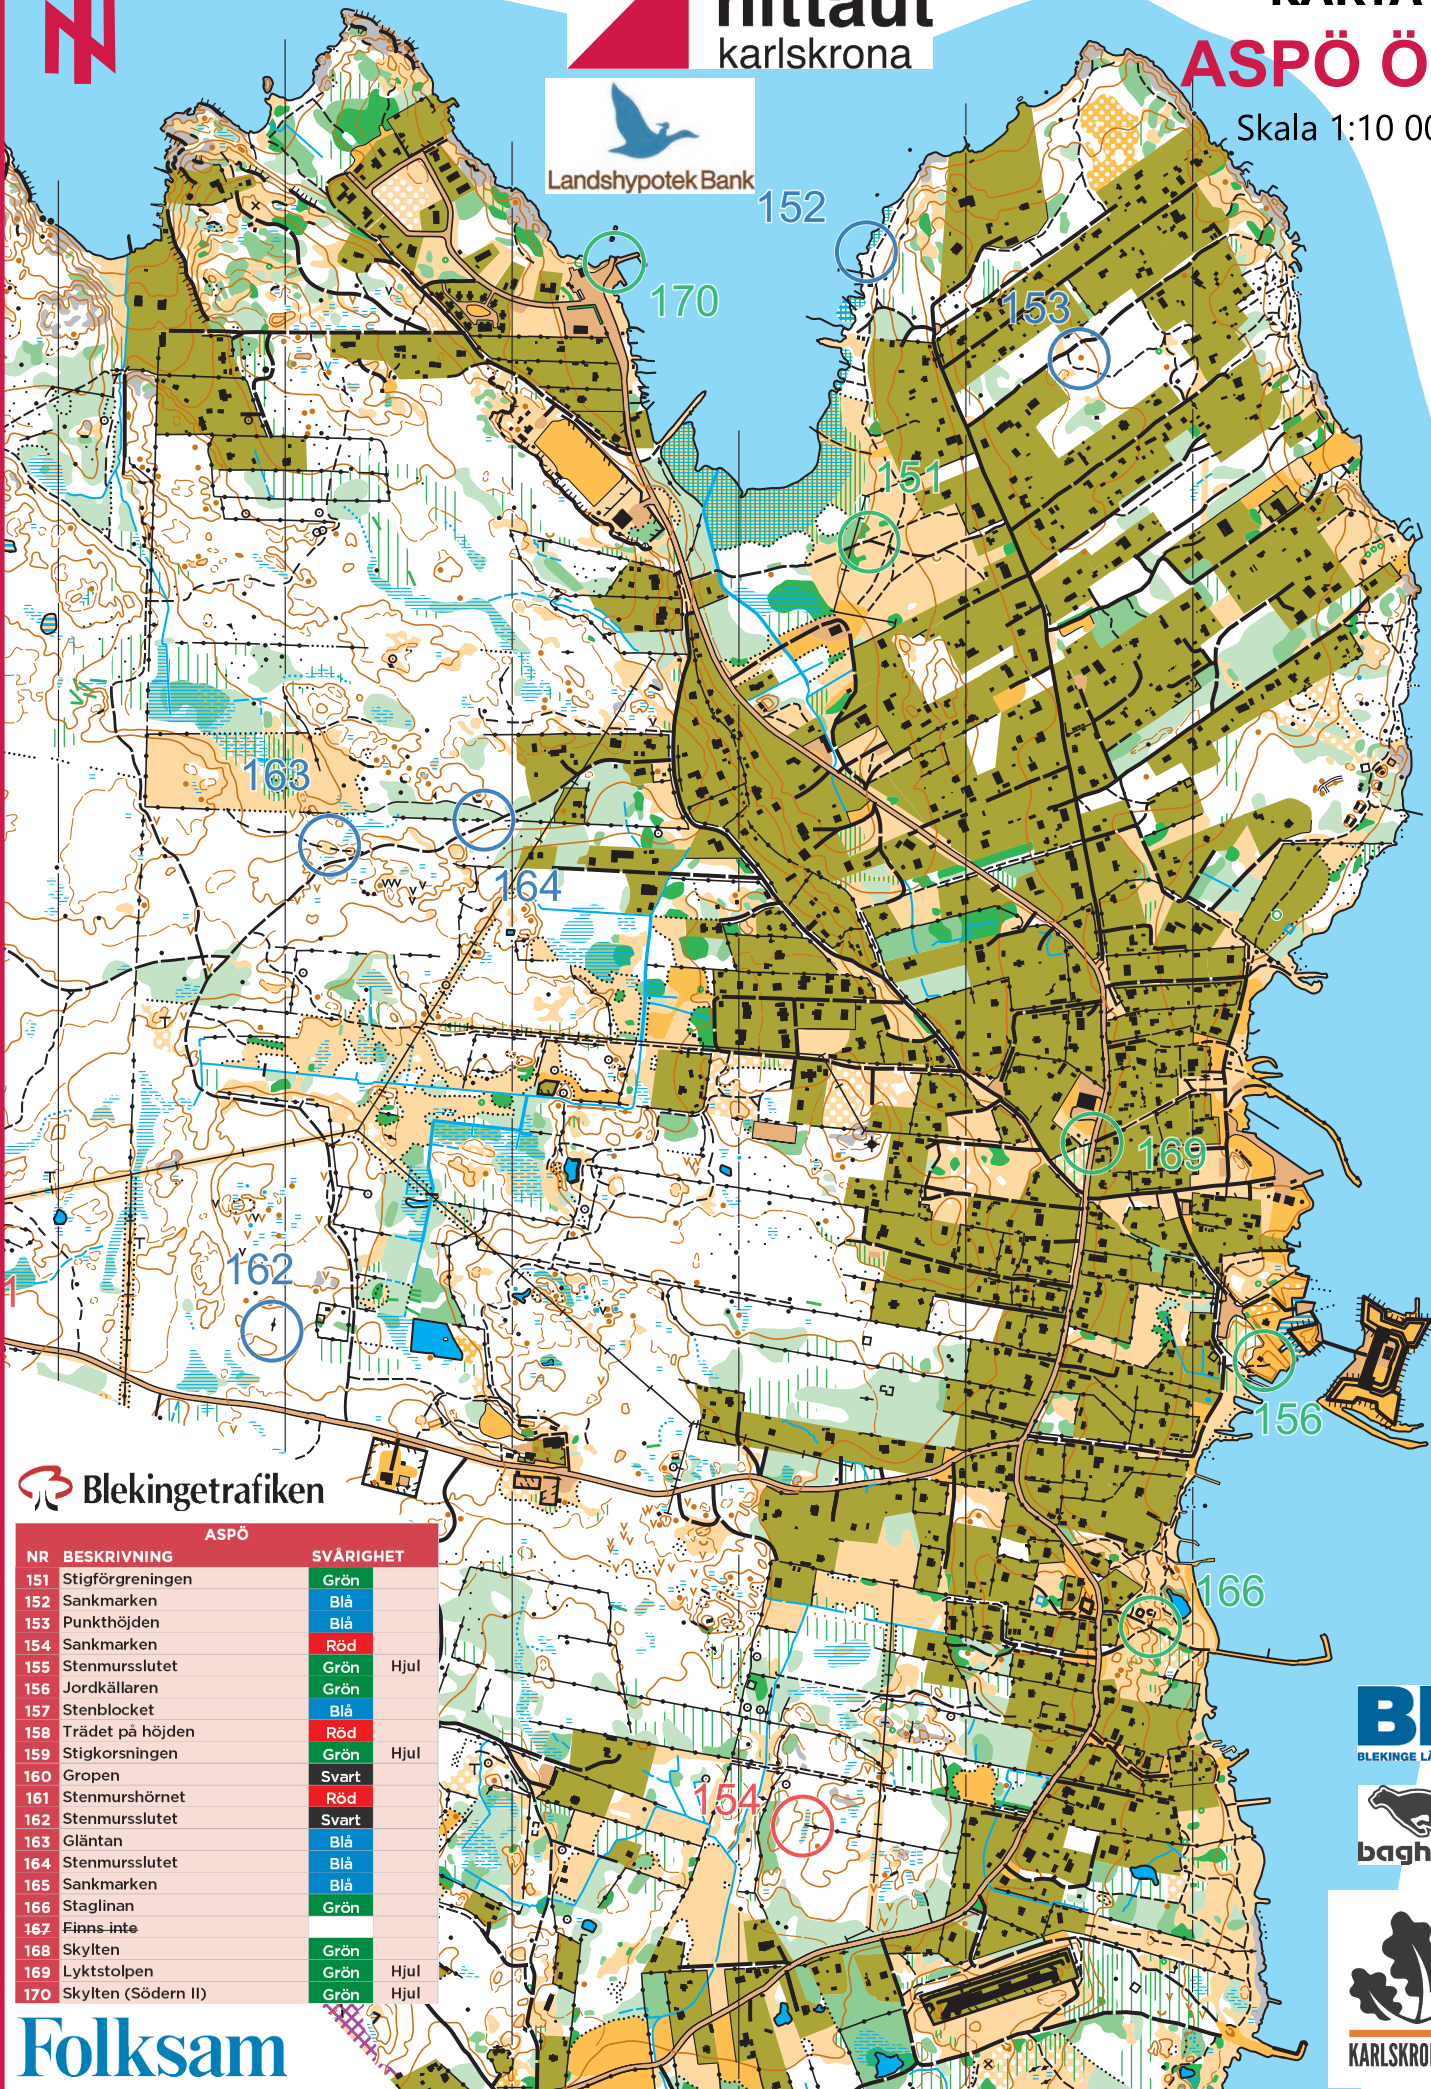 hittaut
karlskrona
KARTA
ASPÖ Ö
Skala 1:10 00
Landshypotek Bank
152
170
153
151
163
164
169
162
156
166
154
Blekingetrafiken
ASPÖ
NR BESKRIVNING SVÅRIGHET
151 Stigförgreningen Grön
152 Sankmarken Blå
153 Punkthöjden Blå
154 Sankmarken Röd
155 Stenmursslutet Grön Hjul
156 Jordkällaren Grön
157 Stenblocket Blå
158 Trädet på höjden Röd
159 Stigkorsningen Grön Hjul
160 Gropen Svart
161 Stenmurshörnet Röd
162 Stenmursslutet Svart
163 Gläntan Blå
164 Stenmursslutet Blå
165 Sankmarken Blå
166 Staglinan Grön
167 Finns inte
168 Skylten Grön
169 Lyktstolpen Grön Hjul
170 Skylten (Södern II) Grön Hjul
Folksam
BL
BLEKINGE LÄ
bagh
KARLSKRO